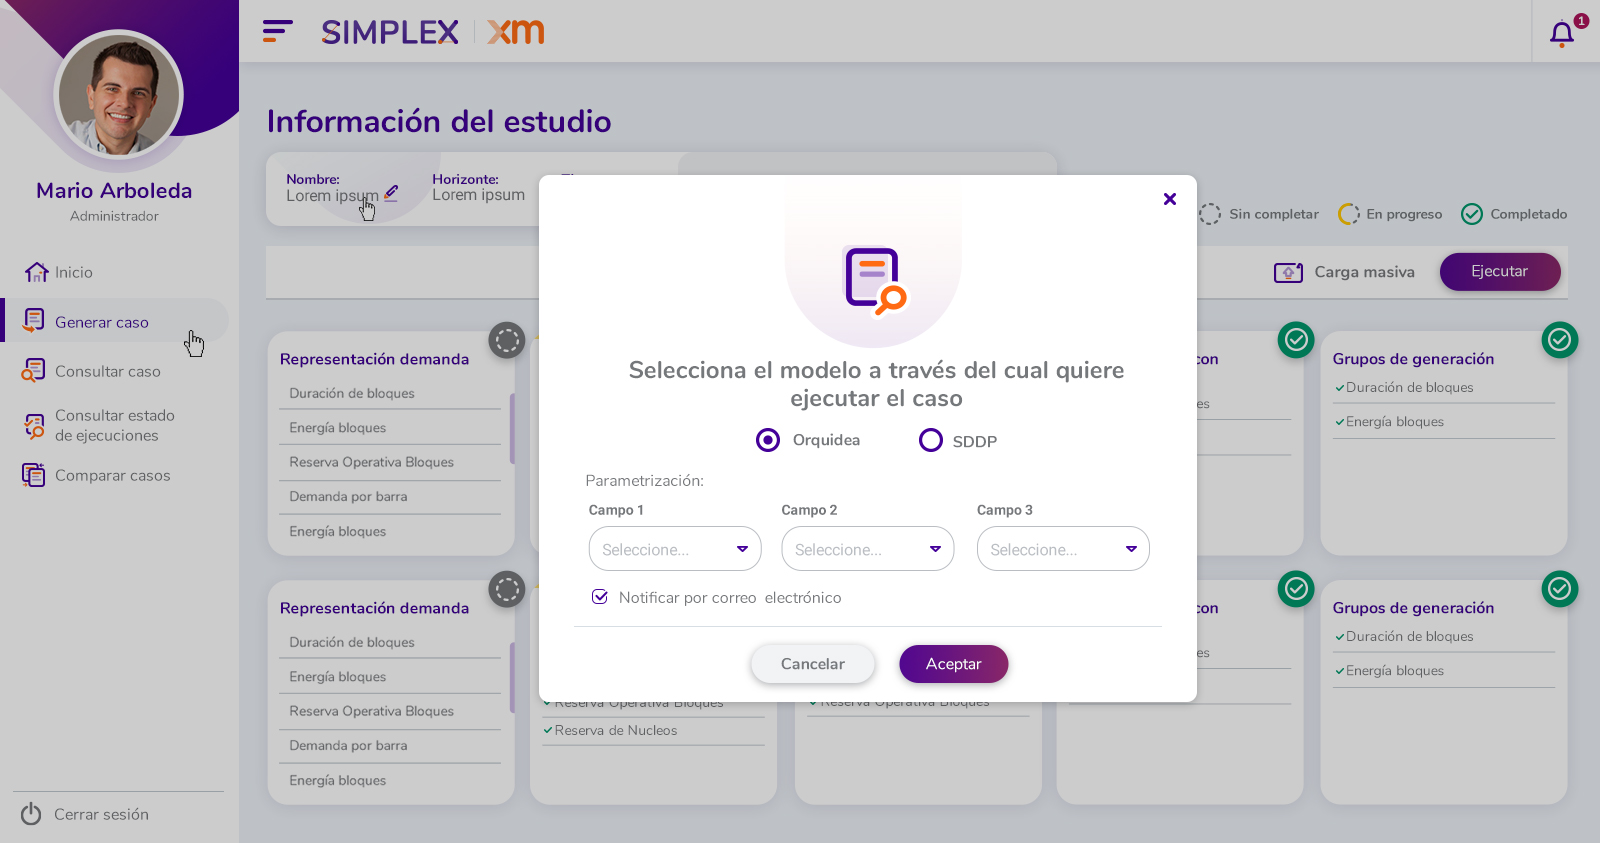 SIMPLEX xm
1
Mario Arboleda
Administrador
Inicio
Generar caso
Consultar caso
Consultar estado
de ejecuciones
Comparar casos
Cerrar sesión
Información del estudio
Nombre:
Lorem ipsum
Horizonte:
Lorem ipsum
Sin completar
En progreso
Completado
Carga masiva
Ejecutar
Representación demanda
Duración de bloques
Energía bloques
Reserva Operativa Bloques
Demanda por barra
Energía bloques
con
es
Grupos de generación
Duración de bloques
Energía bloques
Representación demanda
Duración de bloques
Energía bloques
Reserva Operativa Bloques
Demanda por barra
Energía bloques
Reserva Operativa Bloques
Reserva de Nucleos
Reserva Operativa Bloques
con
es
Grupos de generación
Duración de bloques
Energía bloques
Selecciona el modelo a través del cual quiere
ejecutar el caso
Orquidea
SDDP
Parametrización:
Campo 1
Campo 2
Campo 3
Seleccione...
Seleccione...
Seleccione...
Notificar por correo electrónico
Cancelar
Aceptar